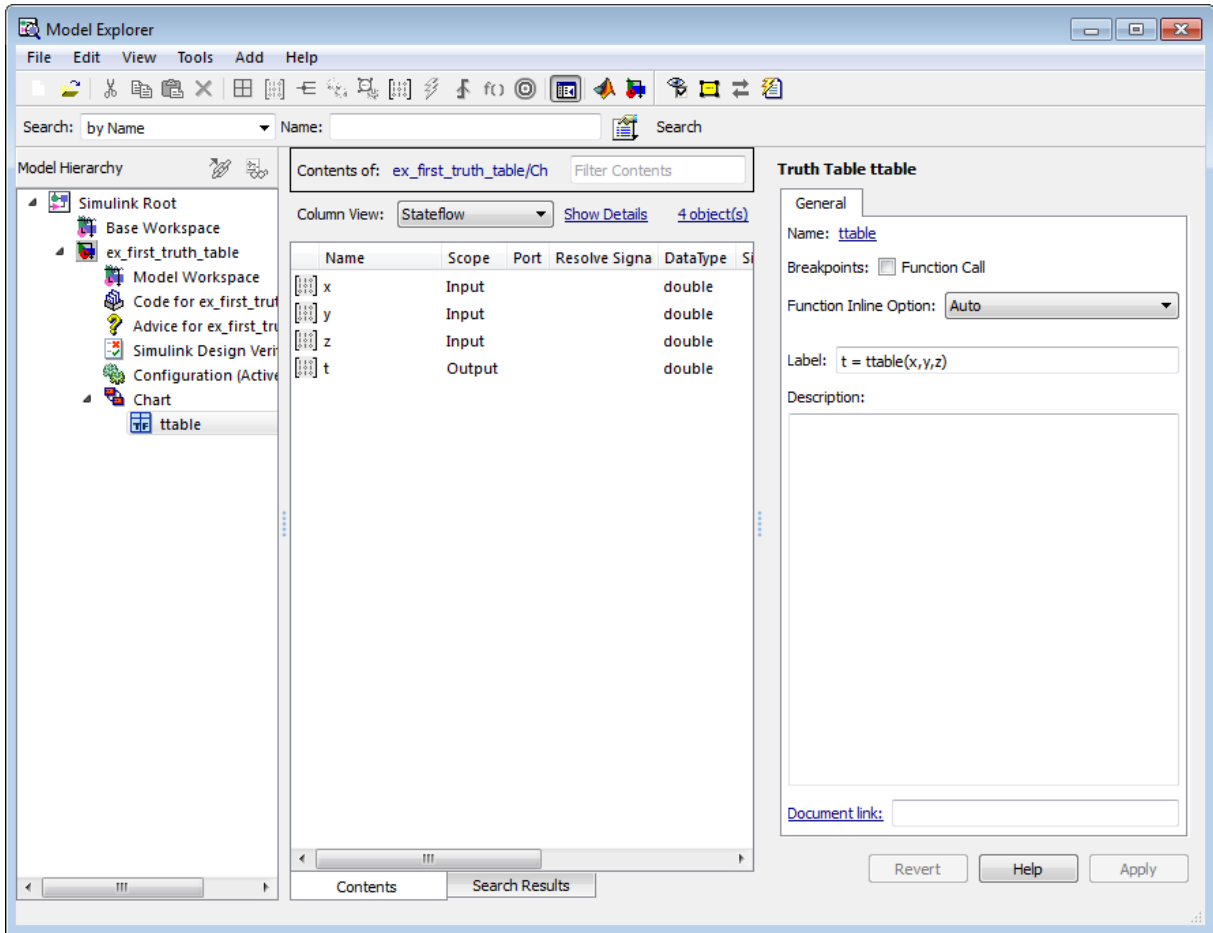 Model Explorer
File Edit View Tools Add Help
f()
Search: by Name Name: Search
Model Hierarchy
Simulink Root
Base Workspace
ex_first_truth_table
Model Workspace
Code for ex_first_trut
Advice for ex_first_tru
Simulink Design Veri
Configuration (Active
Chart
ttable
Contents of: ex_first_truth_table/Ch Filter Contents
Column View: Stateflow Show Details 4 object(s)
Name Scope Port Resolve Signa DataType Si
x Input double
y Input double
z Input double
t Output double
Contents Search Results
Truth Table ttable
General
Name: ttable
Breakpoints: Function Call
Function Inline Option: Auto
Label: t = ttable(x,y,z)
Description:
Document link:
Revert Help Apply